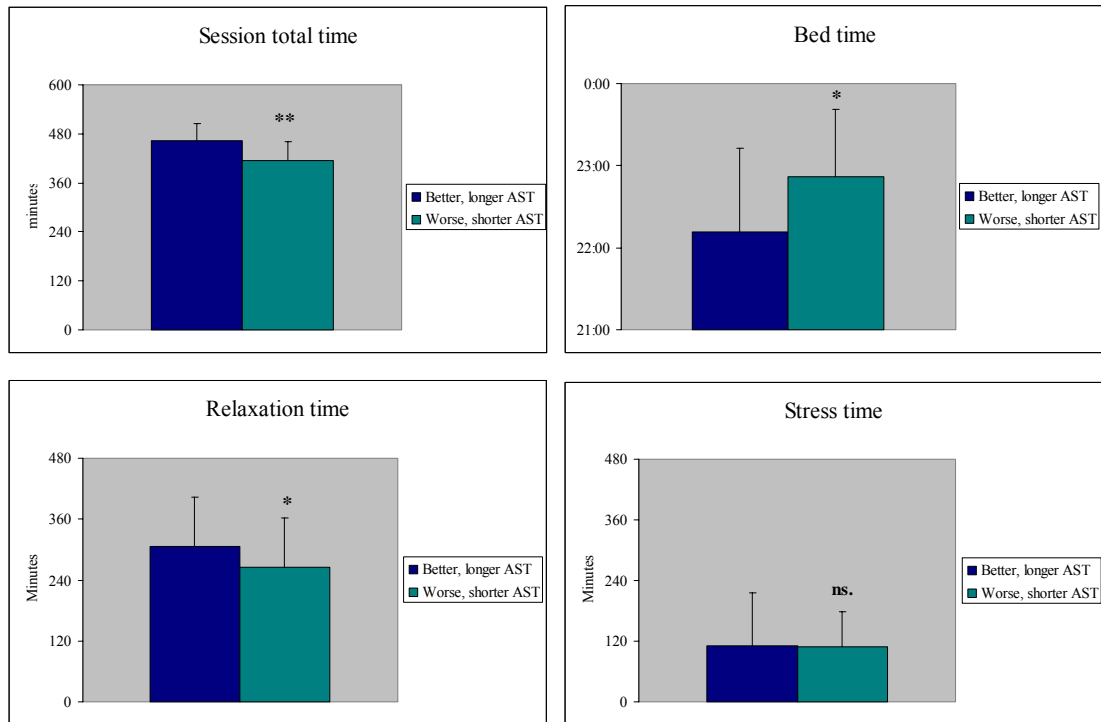 Session total time
600
480
360
240
120
0
minutes
**
Better, longer AST
Worse, shorter AST
Bed time
0:00
23:00
22:00
21:00
*
Better, longer AST
Worse, shorter AST
Relaxation time
480
360
240
120
0
Minutes
*
Better, longer AST
Worse, shorter AST
Stress time
480
360
240
120
0
Minutes
ns.
Better, longer AST
Worse, shorter AST